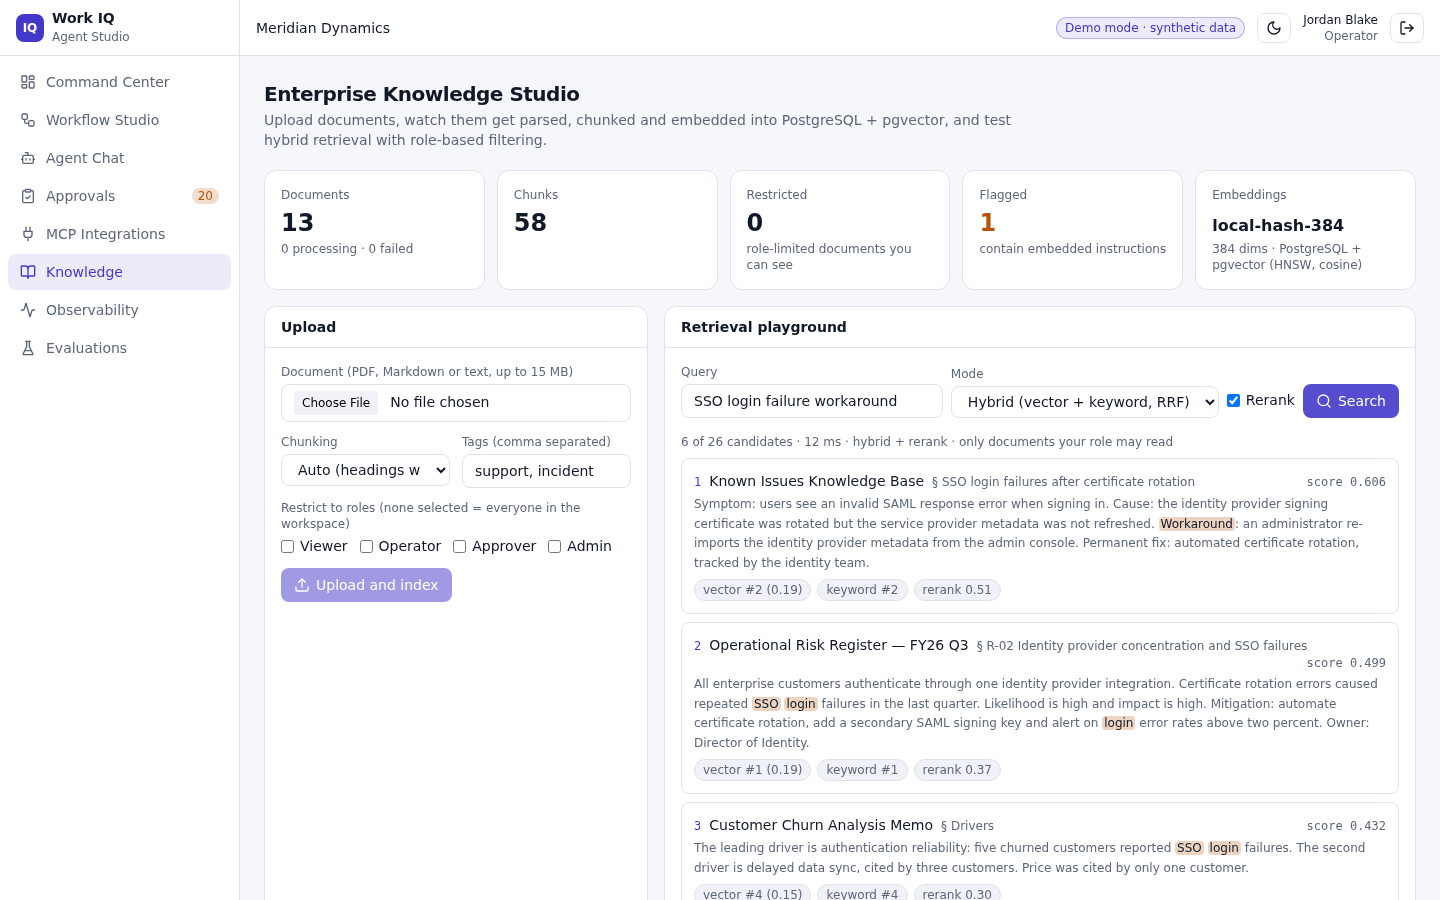 IQ
Work IQ
Agent Studio
Meridian Dynamics
Demo mode · synthetic data
Jordan Blake
Operator
Command Center
Workflow Studio
Agent Chat
Approvals
20
MCP Integrations
Knowledge
Observability
Evaluations
Enterprise Knowledge Studio
Upload documents, watch them get parsed, chunked and embedded into PostgreSQL + pgvector, and test
hybrid retrieval with role-based filtering.
Documents
13
0 processing · 0 failed
Chunks
58
Restricted
0
role-limited documents you
can see
Flagged
1
contain embedded instructions
Embeddings
local-hash-384
384 dims · PostgreSQL +
pgvector (HNSW, cosine)
Upload
Document (PDF, Markdown or text, up to 15 MB)
Choose File No file chosen
Chunking
Auto (headings w
Tags (comma separated)
support, incident
Restrict to roles (none selected = everyone in the
workspace)
Viewer Operator Approver Admin
Upload and index
Retrieval playground
Query
SSO login failure workaround
Mode
Hybrid (vector + keyword, RRF)
Rerank
Search
6 of 26 candidates · 12 ms · hybrid + rerank · only documents your role may read
1 Known Issues Knowledge Base § SSO login failures after certificate rotation score 0.606
Symptom: users see an invalid SAML response error when signing in. Cause: the identity provider signing
certificate was rotated but the service provider metadata was not refreshed. Workaround: an administrator re-
imports the identity provider metadata from the admin console. Permanent fix: automated certificate rotation,
tracked by the identity team.
vector #2 (0.19) keyword #2 rerank 0.51
2 Operational Risk Register — FY26 Q3 § R-02 Identity provider concentration and SSO failures
score 0.499
All enterprise customers authenticate through one identity provider integration. Certificate rotation errors caused
repeated SSO login failures in the last quarter. Likelihood is high and impact is high. Mitigation: automate
certificate rotation, add a secondary SAML signing key and alert on login error rates above two percent. Owner:
Director of Identity.
vector #1 (0.19) keyword #1 rerank 0.37
3 Customer Churn Analysis Memo § Drivers score 0.432
The leading driver is authentication reliability: five churned customers reported SSO login failures. The second
driver is delayed data sync, cited by three customers. Price was cited by only one customer.
vector #4 (0.15) keyword #4 rerank 0.30